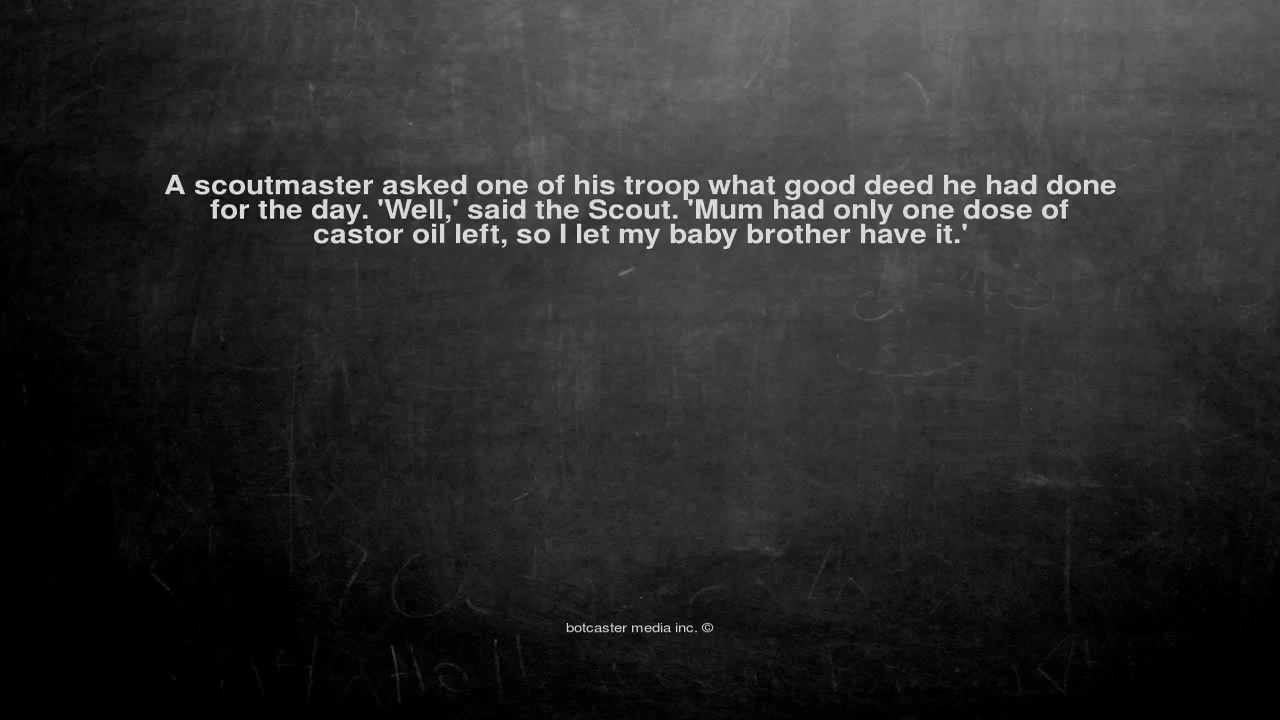 A scoutmaster asked one of his troop what good deed he had done
for the day. 'Well,' said the Scout. 'Mum had only one dose of
castor oil left, so I let my baby brother have it.'
botcaster media inc. ©